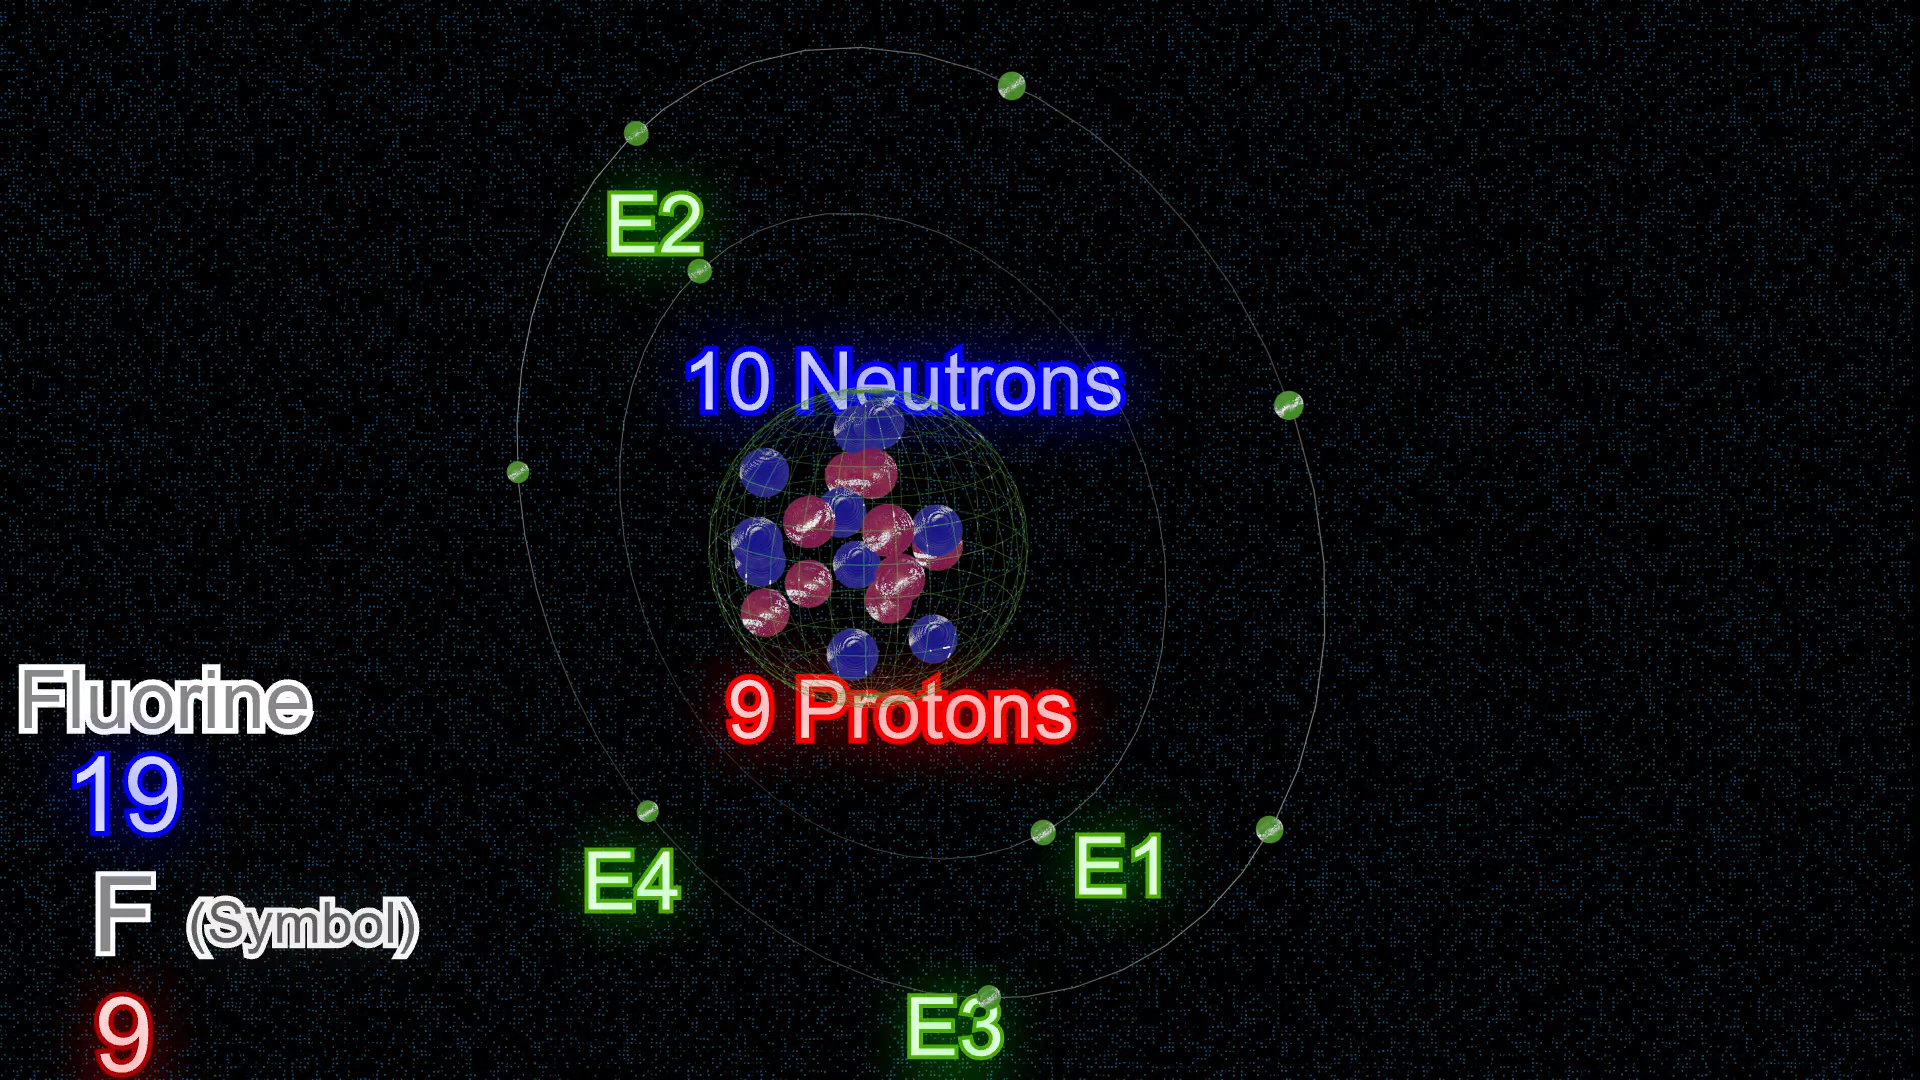 E2
10 Neutrons
9 Protons
Fluorine
19
E4
E1
F (Symbol)
E3
9